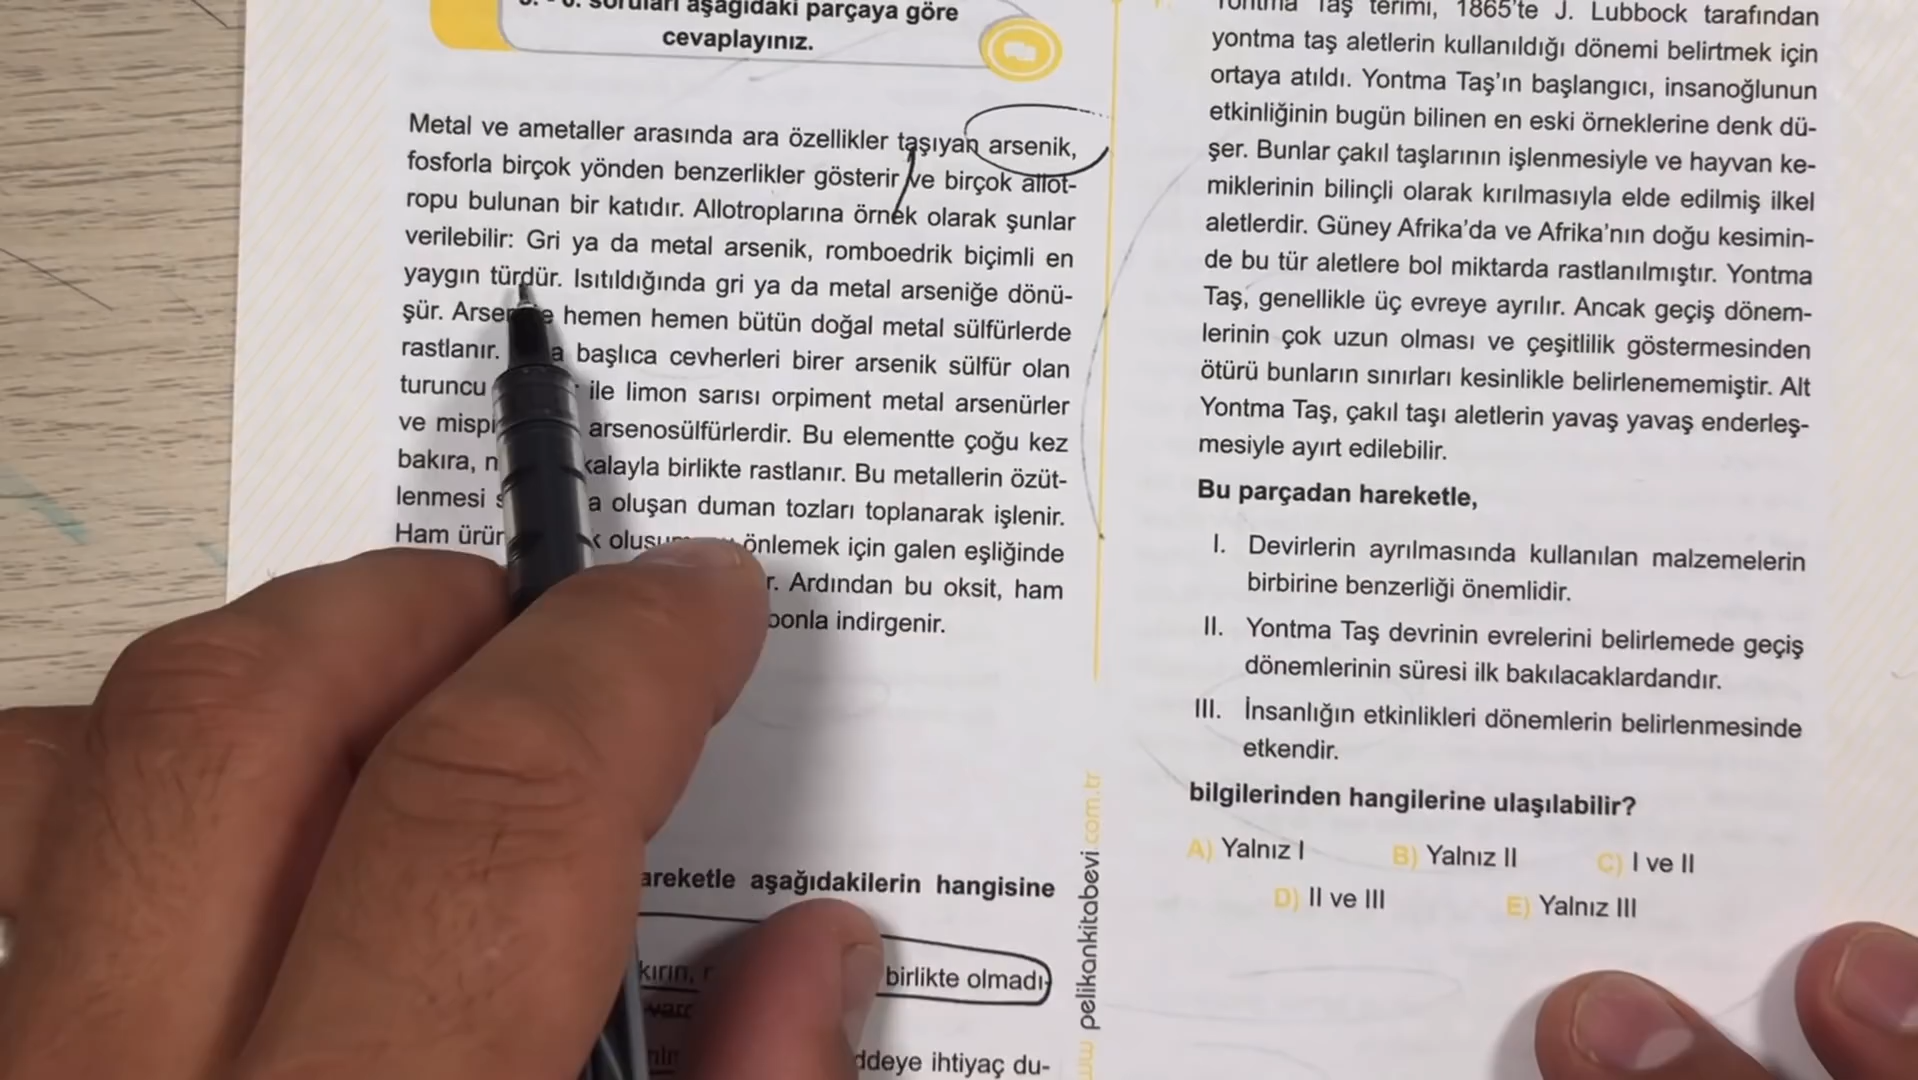 soruları aşağıdaki parçaya göre
cevaplayınız.
Metal ve ametaller arasında ara özellikler taşıyan arsenik,
fosforla birçok yönden benzerlikler gösterir ve birçok allot-
ropu bulunan bir katıdır. Allotroplarına örnek olarak şunlar
verilebilir: Gri ya da metal arsenik, romboedrik biçimli en
yaygın türdür. Isıtıldığında gri ya da metal arseniğe dönü-
şür. hemen hemen bütün doğal metal sülfürlerde
rastlanır. başlıca cevherleri birer arsenik sülfür olan
turuncu ile limon sarısı orpiment metal arsenürler
ve arsenosülfürlerdir. Bu elementte çoğu kez
bakıra, kalayla birlikte rastlanır. Bu metallerin özüt-
lenmesi oluşan duman tozları toplanarak işlenir.
Ham önlemek için galen eşliğinde
Ardından bu oksit, ham
indirgenir.
areketle aşağıdakilerin hangisine
birlikte olmadı-
ddeye ihtiyaç du-
pelikankitabevi.com.tr
Yontma Taş terimi, 1865'te J. Lubbock tarafından
yontma taş aletlerin kullanıldığı dönemi belirtmek için
ortaya atıldı. Yontma Taş'ın başlangıcı, insanoğlunun
etkinliğinin bugün bilinen en eski örneklerine denk dü-
şer. Bunlar çakıl taşlarının işlenmesiyle ve hayvan ke-
miklerinin bilinçli olarak kırılmasıyla elde edilmiş ilkel
aletlerdir. Güney Afrika'da ve Afrika'nın doğu kesimin-
de bu tür aletlere bol miktarda rastlanılmıştır. Yontma
Taş, genellikle üç evreye ayrılır. Ancak geçiş dönem-
lerinin çok uzun olması ve çeşitlilik göstermesinden
ötürü bunların sınırları kesinlikle belirlenememiştir. Alt
Yontma Taş, çakıl taşı aletlerin yavaş yavaş enderleş-
mesiyle ayırt edilebilir.
Bu parçadan hareketle,
I. Devirlerin ayrılmasında kullanılan malzemelerin
birbirine benzerliği önemlidir.
II. Yontma Taş devrinin evrelerini belirlemede geçiş
dönemlerinin süresi ilk bakılacaklardandır.
III. İnsanlığın etkinlikleri dönemlerin belirlenmesinde
etkendir.
bilgilerinden hangilerine ulaşılabilir?
A) Yalnız I B) Yalnız II C) I ve II
D) II ve III E) Yalnız III